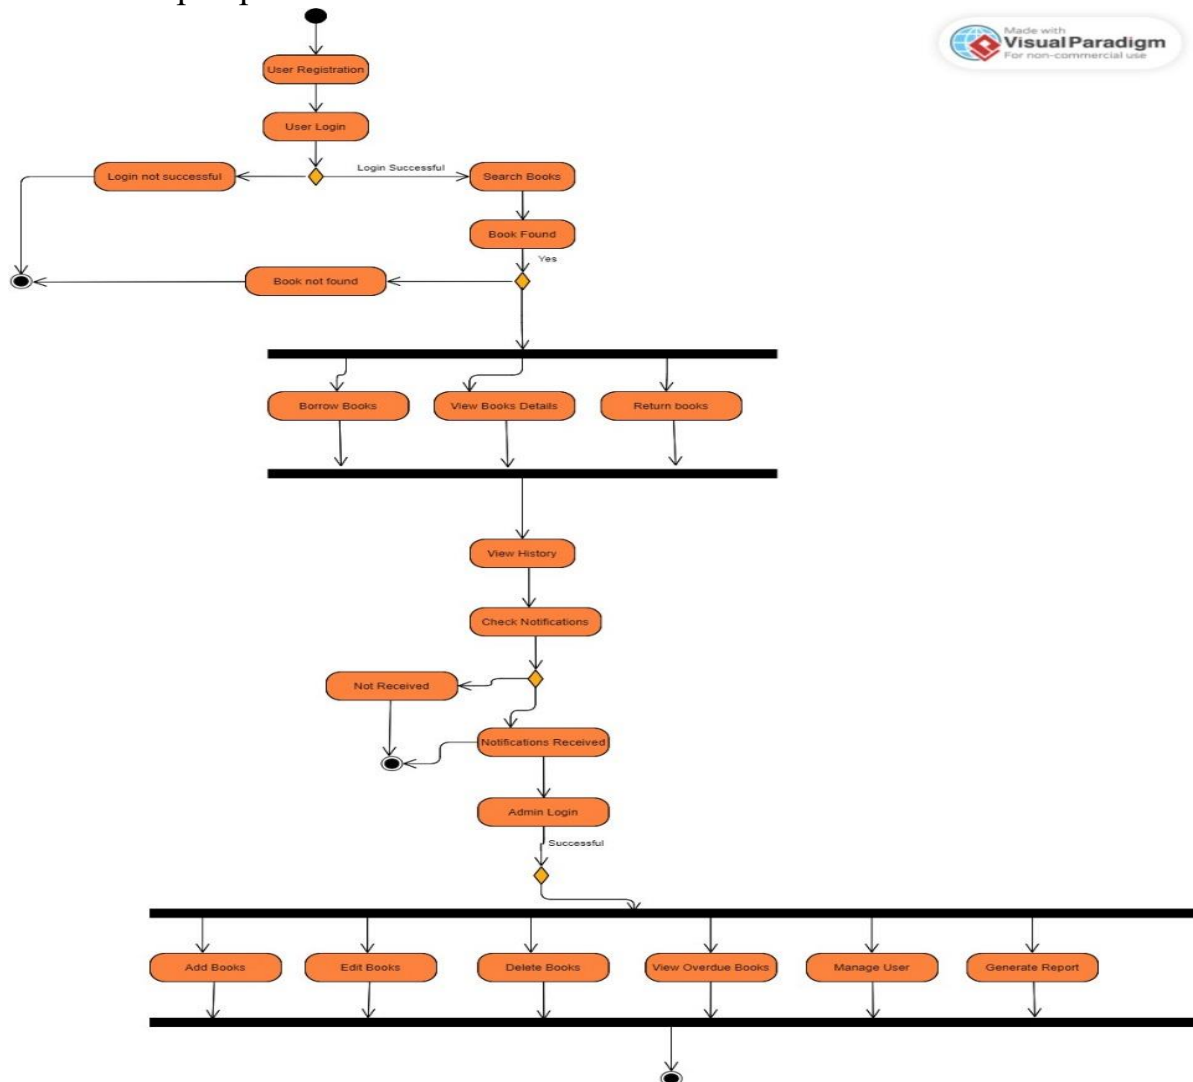 Made with
Visual Paradigm
For non-commercial use
User Registration
User Login
Login not successful
Login Successful
Search Books
Book Found
Yes
Book not found
Borrow Books
View Books Details
Return books
View History
Check Notifications
Not Received
Notifications Received
Admin Login
Successful
Add Books
Edit Books
Delete Books
View Overdue Books
Manage User
Generate Report